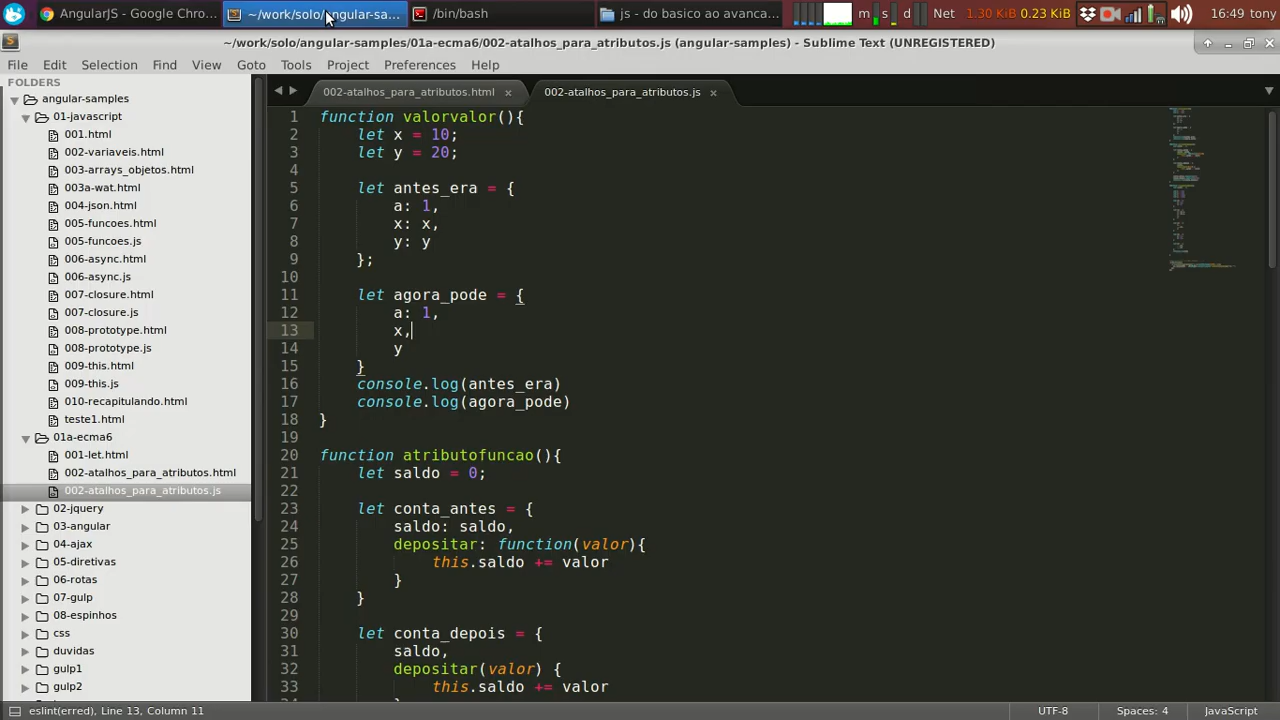 AngularJS - Google Chro...
~/work/solo/angular-sa...
/bin/bash
js - do basico ao avanca...
m
s
d
Net
1.30 KiB
0.23 KiB
16:49 tony
~/work/solo/angular-samples/01a-ecma6/002-atalhos_para_atributos.js (angular-samples) - Sublime Text (UNREGISTERED)
File
Edit
Selection
Find
View
Goto
Tools
Project
Preferences
Help
FOLDERS
angular-samples
01-javascript
001.html
002-variaveis.html
003-arrays_objetos.html
003a-wat.html
004-json.html
005-funcoes.html
005-funcoes.js
006-async.html
006-async.js
007-closure.html
007-closure.js
008-prototype.html
008-prototype.js
009-this.html
009-this.js
010-recapitulando.html
teste1.html
01a-ecma6
001-let.html
002-atalhos_para_atributos.html
002-atalhos_para_atributos.js
02-jquery
03-angular
04-ajax
05-diretivas
06-rotas
07-gulp
08-espinhos
css
duvidas
gulp1
gulp2
002-atalhos_para_atributos.html ×
002-atalhos_para_atributos.js ×
1 function valorvalor(){
2 let x = 10;
3 let y = 20;
4
5 let antes_era = {
6 a: 1,
7 x: x,
8 y: y
9 };
10
11 let agora_pode = {
12 a: 1,
13 x,
14 y
15 }
16 console.log(antes_era)
17 console.log(agora_pode)
18 }
19
20 function atributofuncao(){
21 let saldo = 0;
22
23 let conta_antes = {
24 saldo: saldo,
25 depositar: function(valor){
26 this.saldo += valor
27 }
28 }
29
30 let conta_depois = {
31 saldo,
32 depositar(valor) {
33 this.saldo += valor
eslint(erred), Line 13, Column 11
UTF-8
Spaces: 4
JavaScript